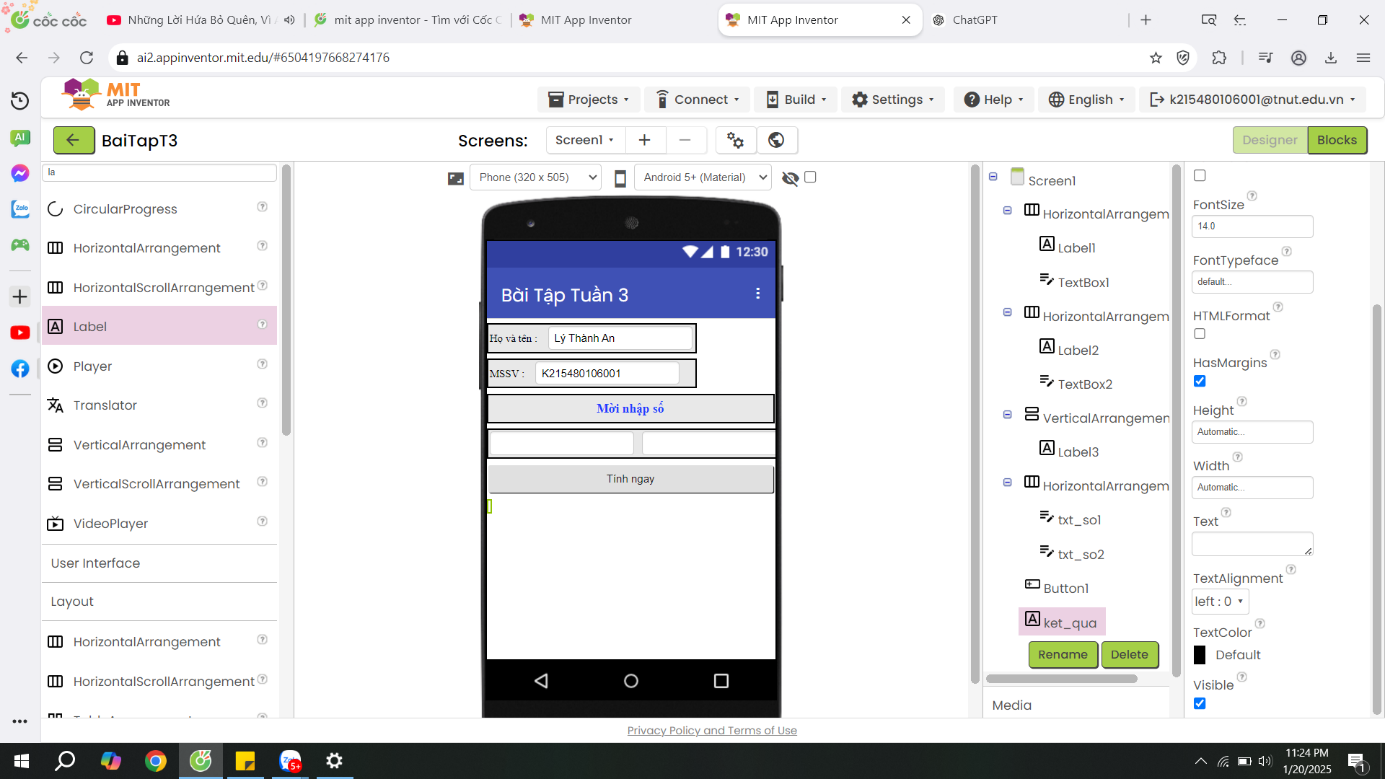 cốc cốc
Những Lời Hứa Bỏ Quên, Vì A
mit app inventor - Tìm với Cốc C
MIT App Inventor
MIT App Inventor
ChatGPT
ai2.appinventor.mit.edu/#6504197668274176
MIT
APP INVENTOR
Projects
Connect
Build
Settings
Help
English
k215480106001@tnut.edu.vn
BaiTapT3
Screens:
Screen1
Designer
Blocks
la
CircularProgress
HorizontalArrangement
HorizontalScrollArrangement
Label
Player
Translator
VerticalArrangement
VerticalScrollArrangement
VideoPlayer
User Interface
Layout
HorizontalArrangement
HorizontalScrollArrangement
Phone (320 x 505)
Android 5+ (Material)
12:30
Bài Tập Tuần 3
Họ và tên :
Lý Thành An
MSSV :
K215480106001
Mời nhập số
Tính ngay
Screen1
HorizontalArrangem
Label1
TextBox1
HorizontalArrangem
Label2
TextBox2
VerticalArrangemen
Label3
HorizontalArrangem
txt_so1
txt_so2
Button1
ket_qua
Rename
Delete
Media
FontSize
14.0
FontTypeface
default...
HTMLFormat
HasMargins
Height
Automatic...
Width
Automatic...
Text
TextAlignment
left : 0
TextColor
Default
Visible
Privacy Policy and Terms of Use
AI
Zalo
5+
11:24 PM
1/20/2025
1